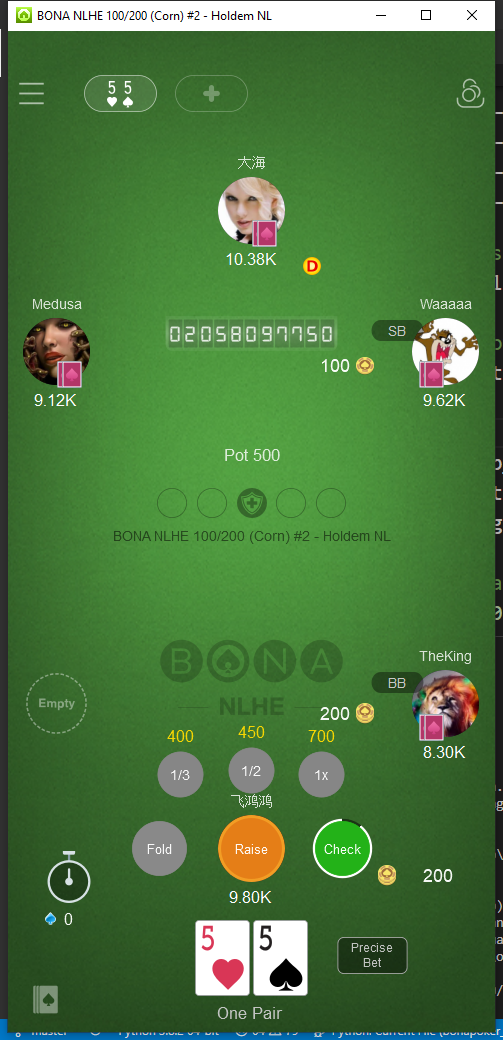 BONA NLHE 100/200 (Corn) #2 - Holdem NL
5 5
大海
10.38K
D
Medusa
Waaaaa
02058097750
SB
100
9.12K
9.62K
Pot 500
BONA NLHE 100/200 (Corn) #2 - Holdem NL
BONA
TheKing
Empty
BB
NLHE
200
400
450
700
8.30K
1/3
1/2
1x
飞鸿鸿
Fold
Raise
Check
200
9.80K
0
5
5
Precise
Bet
One Pair